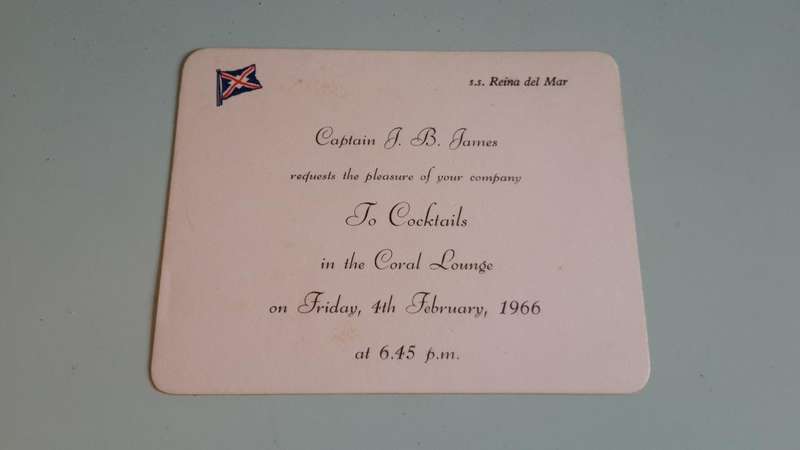 s.s. Reina del Mar
Captain J. B. James
requests the pleasure of your company
To Cocktails
in the Coral Lounge
on Friday, 4th February, 1966
at 6.45 p.m.